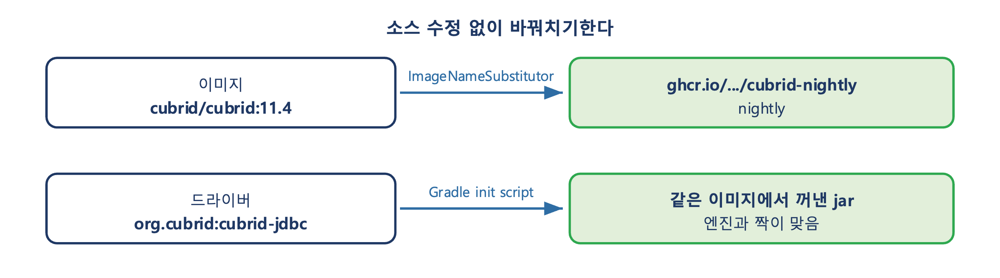 소스 수정 없이 바꿔치기한다
이미지
cubrid/cubrid:11.4
ImageNameSubstitutor
ghcr.io/.../cubrid-nightly
nightly
드라이버
org.cubrid:cubrid-jdbc
Gradle init script
같은 이미지에서 꺼낸 jar
엔진과 짝이 맞음